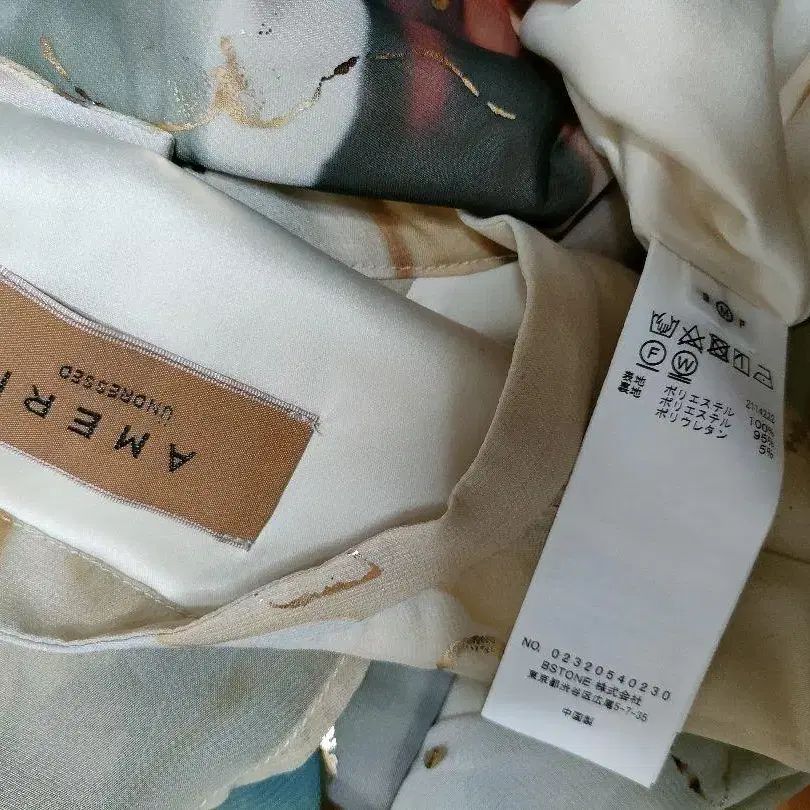 AMERI
UNDRESSED
M F
F W
2114232
表地 ポリエステル 100%
裏地 ポリエステル 95%
ポリウレタン 5%
NO. 02320540230
BSTONE 株式会社
東京都渋谷区広尾5-7-35
中国製